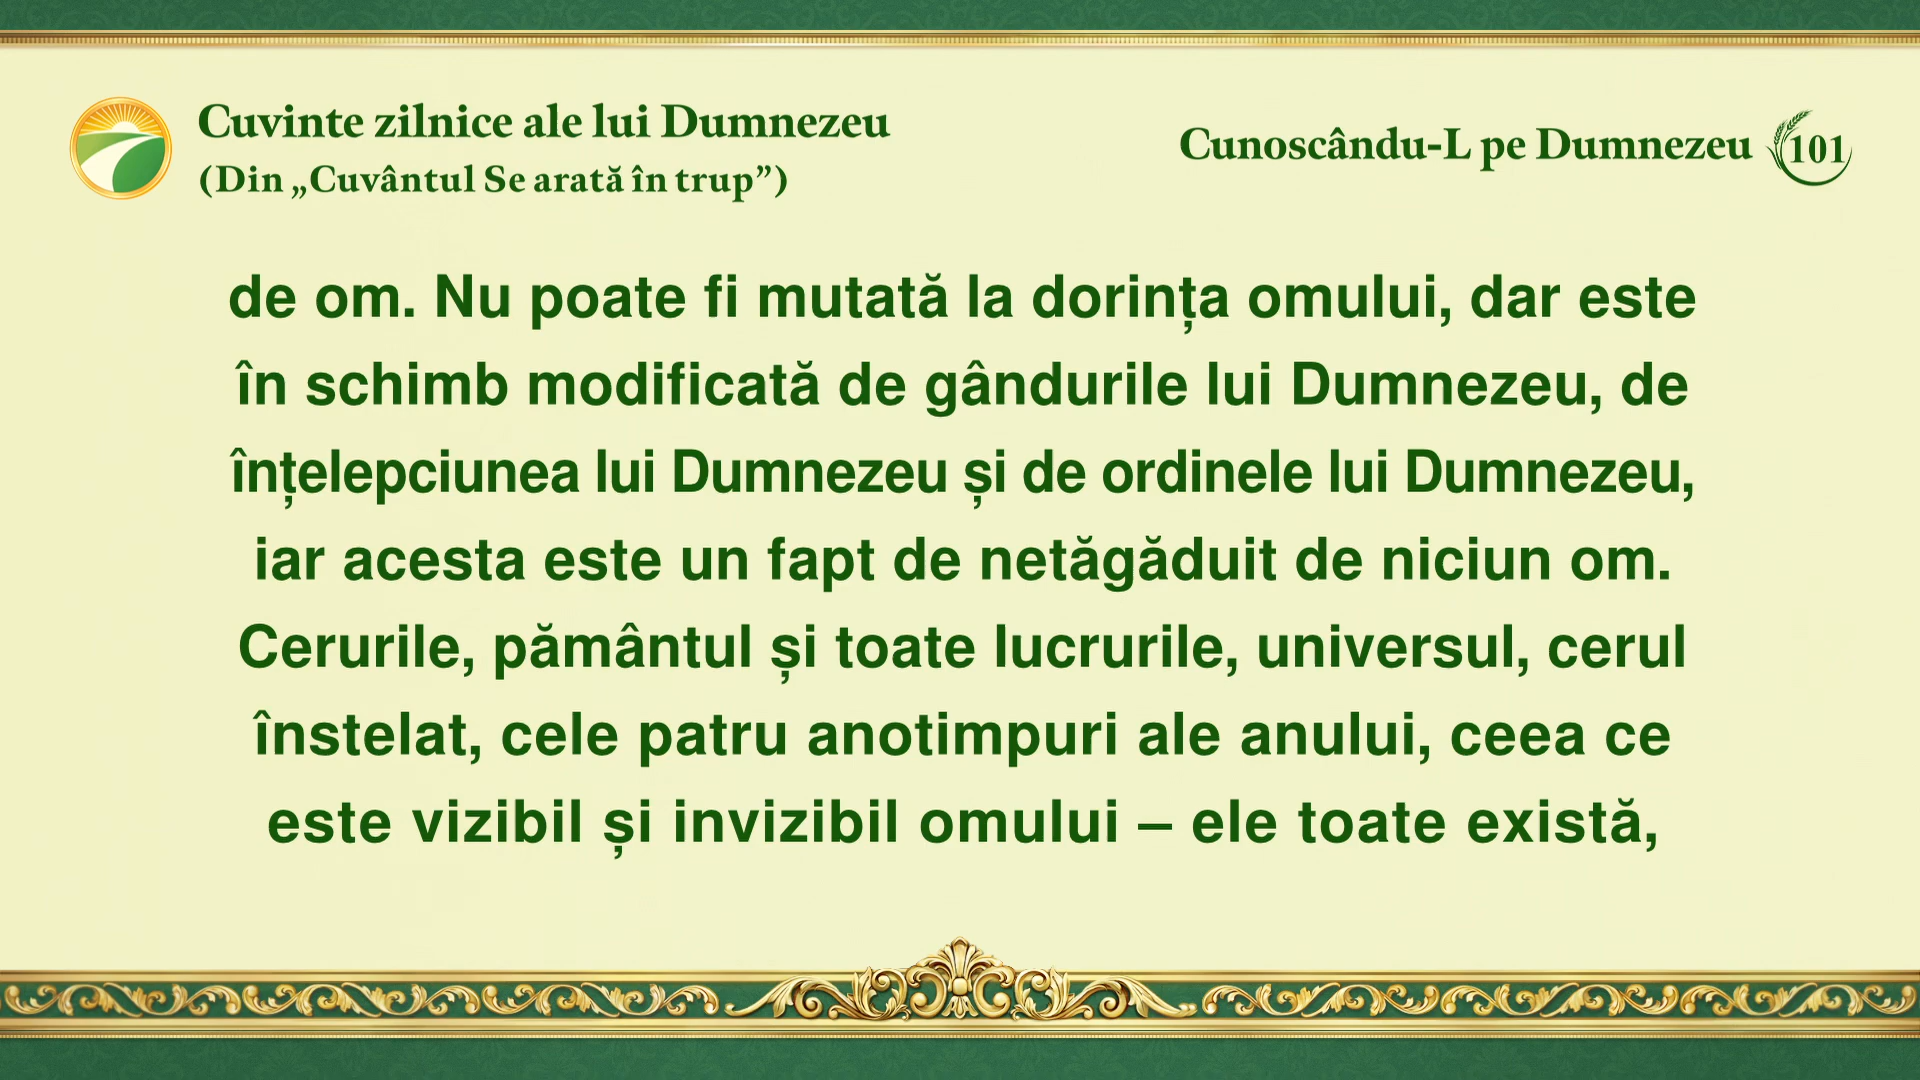 Cuvinte zilnice ale lui Dumnezeu
(Din „Cuvântul Se arată în trup”)
Cunoscându-L pe Dumnezeu 101
de om. Nu poate fi mutată la dorința omului, dar este
în schimb modificată de gândurile lui Dumnezeu, de
înțelepciunea lui Dumnezeu și de ordinele lui Dumnezeu,
iar acesta este un fapt de netăgăduit de niciun om.
Cerurile, pământul și toate lucrurile, universul, cerul
înstelat, cele patru anotimpuri ale anului, ceea ce
este vizibil și invizibil omului – ele toate există,